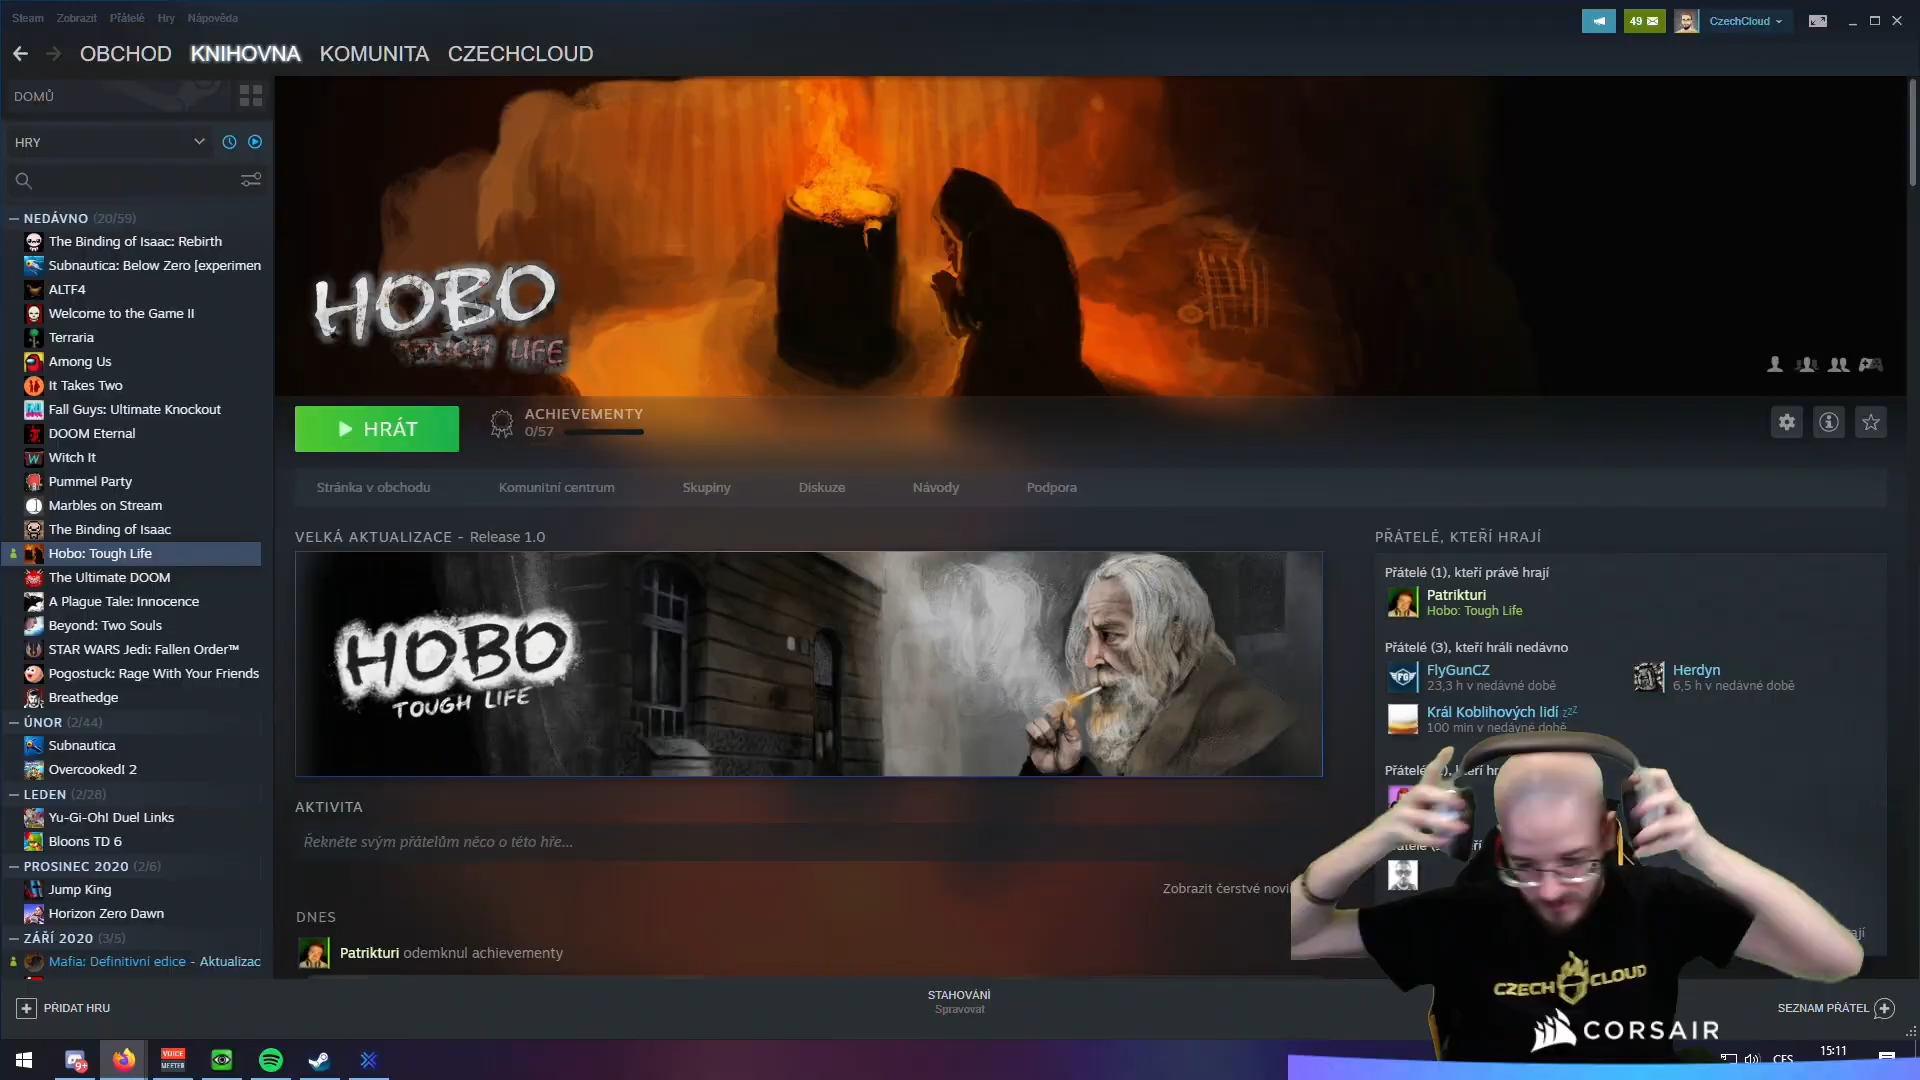 Steam Zobrazit Přátelé Hry Nápověda
49
CzechCloud
OBCHOD KNIHOVNA KOMUNITA CZECHCLOUD
DOMŮ
HRY
NEDÁVNO (20/59)
The Binding of Isaac: Rebirth
Subnautica: Below Zero [experimen
ALTF4
Welcome to the Game II
Terraria
Among Us
It Takes Two
Fall Guys: Ultimate Knockout
DOOM Eternal
Witch It
Pummel Party
Marbles on Stream
The Binding of Isaac
Hobo: Tough Life
The Ultimate DOOM
A Plague Tale: Innocence
Beyond: Two Souls
STAR WARS Jedi: Fallen Order™
Pogostuck: Rage With Your Friends
Breathedge
ÚNOR (2/44)
Subnautica
Overcooked! 2
LEDEN (2/28)
Yu-Gi-Oh! Duel Links
Bloons TD 6
PROSINEC 2020 (2/6)
Jump King
Horizon Zero Dawn
ZÁŘÍ 2020 (3/5)
Mafia: Definitivní edice - Aktualizac
PŘIDAT HRU
HOBO
TOUGH LIFE
HRÁT
ACHIEVEMENTY
0/57
Stránka v obchodu Komunitní centrum Skupiny Diskuze Návody Podpora
VELKÁ AKTUALIZACE - Release 1.0
HOBO
TOUGH LIFE
AKTIVITA
Řekněte svým přátelům něco o této hře...
Zobrazit čerstvé novi
DNES
Patrikturi odemknul achievementy
PŘÁTELÉ, KTEŘÍ HRAJÍ
Přátelé (1), kteří právě hrají
Patrikturi
Hobo: Tough Life
Přátelé (3), kteří hráli nedávno
FlyGunCZ
23,3 h v nedávné době
Herdyn
6,5 h v nedávné době
Král Koblihových lidí zzZ
100 min v nedávné době
STAHOVÁNÍ
Spravovat
SEZNAM PŘÁTEL
CZECH CLOUD
CORSAIR
9+
VOICE
MEETER
CES
15:11